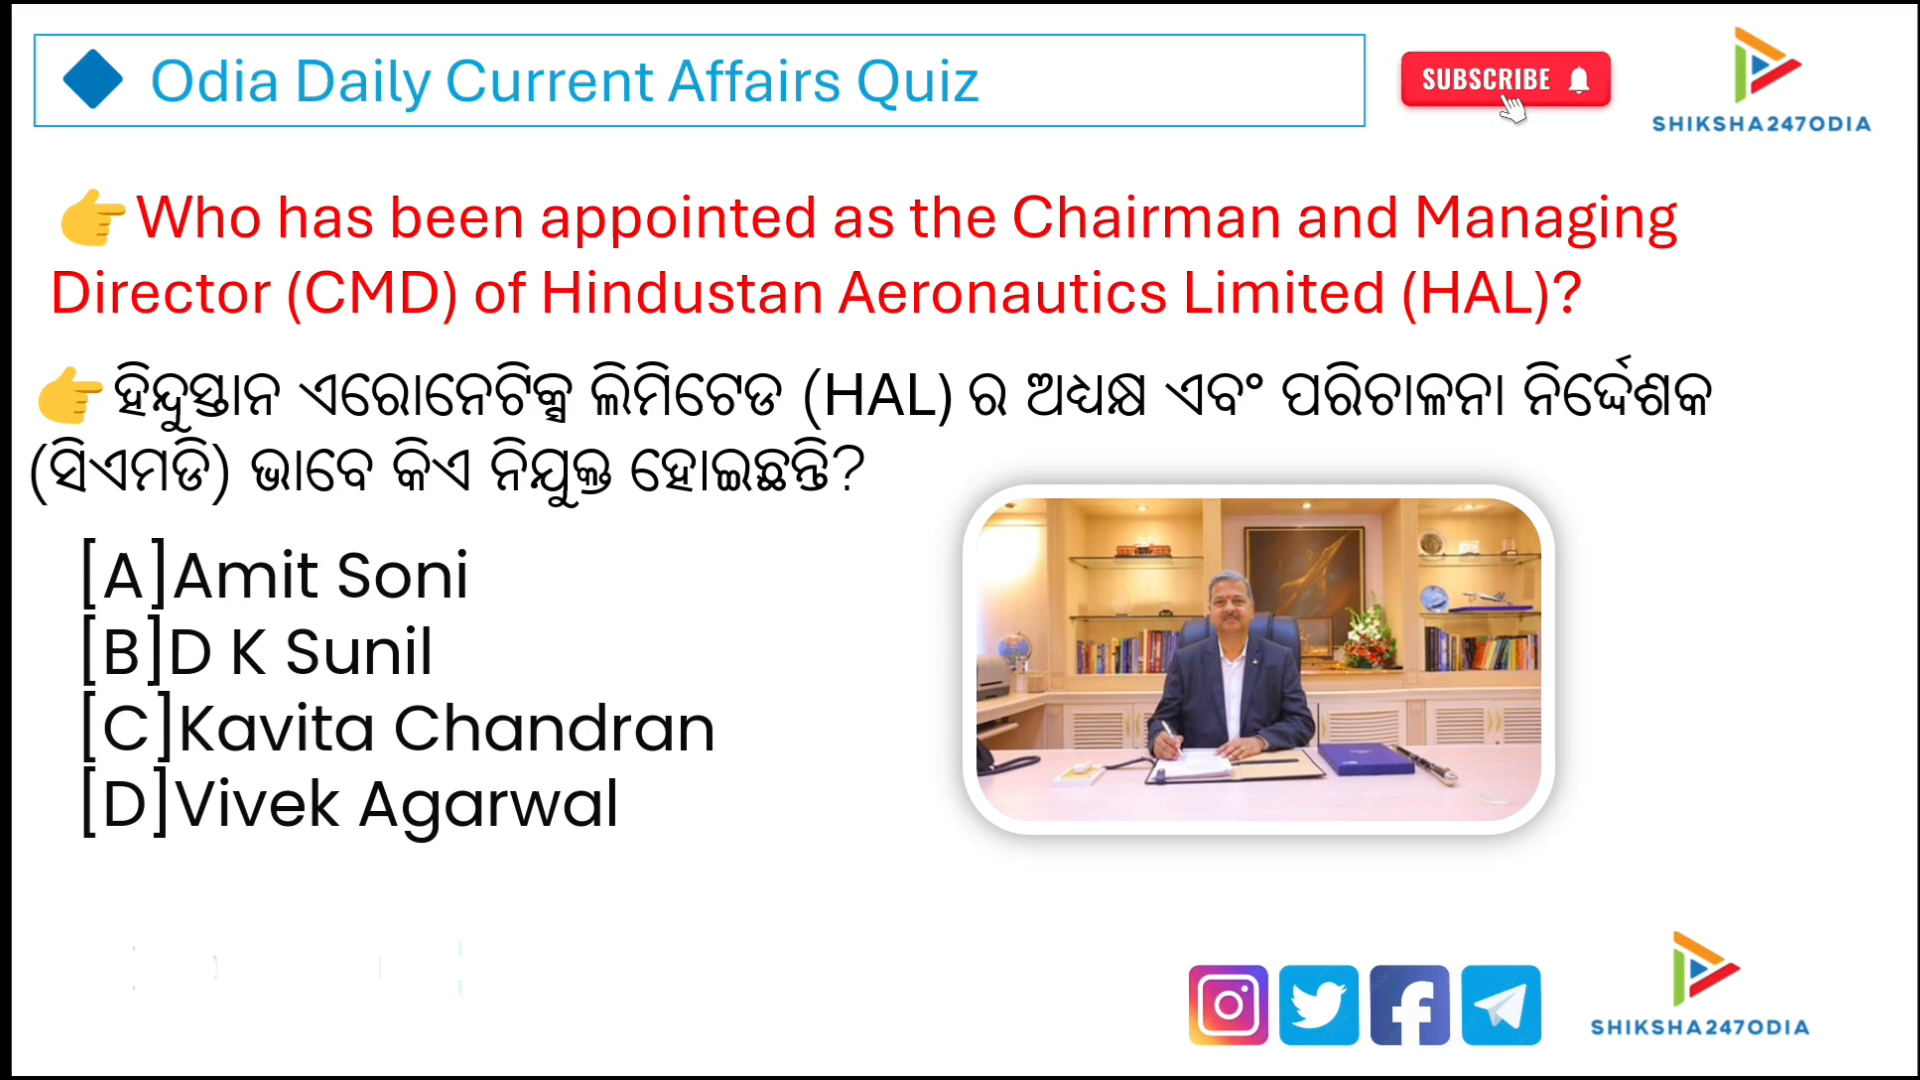 Odia Daily Current Affairs Quiz
SUBSCRIBE
SHIKSHA247ODIA
👉Who has been appointed as the Chairman and Managing
Director (CMD) of Hindustan Aeronautics Limited (HAL)?
👉ହିନ୍ଦୁସ୍ତାନ ଏରୋନେଟିକ୍ସ ଲିମିଟେଡ (HAL) ର ଅଧ୍ୟକ୍ଷ ଏବଂ ପରିଚାଳନା ନିର୍ଦ୍ଦେଶକ
(ସିଏମଡି) ଭାବେ କିଏ ନିଯୁକ୍ତ ହୋଇଛନ୍ତି?
[A]Amit Soni
[B]D K Sunil
[C]Kavita Chandran
[D]Vivek Agarwal
SHIKSHA247ODIA